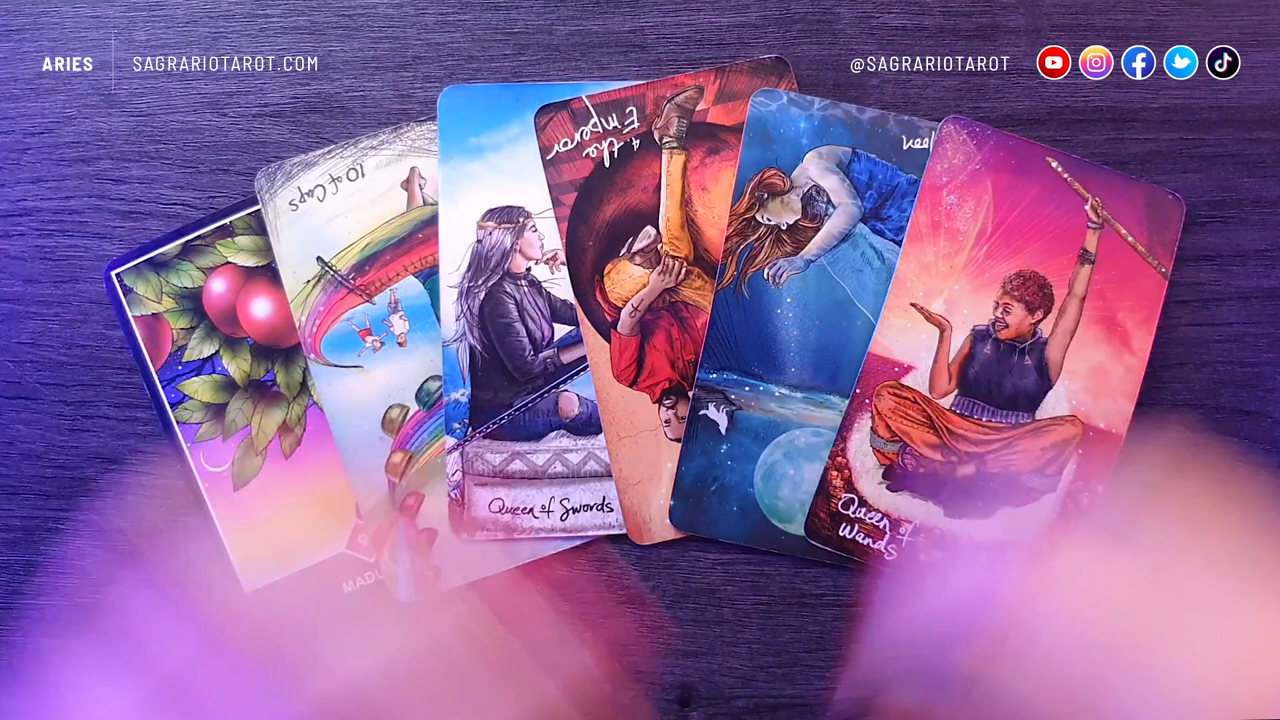 ARIES
SAGRARIOTAROT.COM
@SAGRARIOTAROT
10 of Cups
4. the
Emperor
Queen of Swords
Queen of
Wands